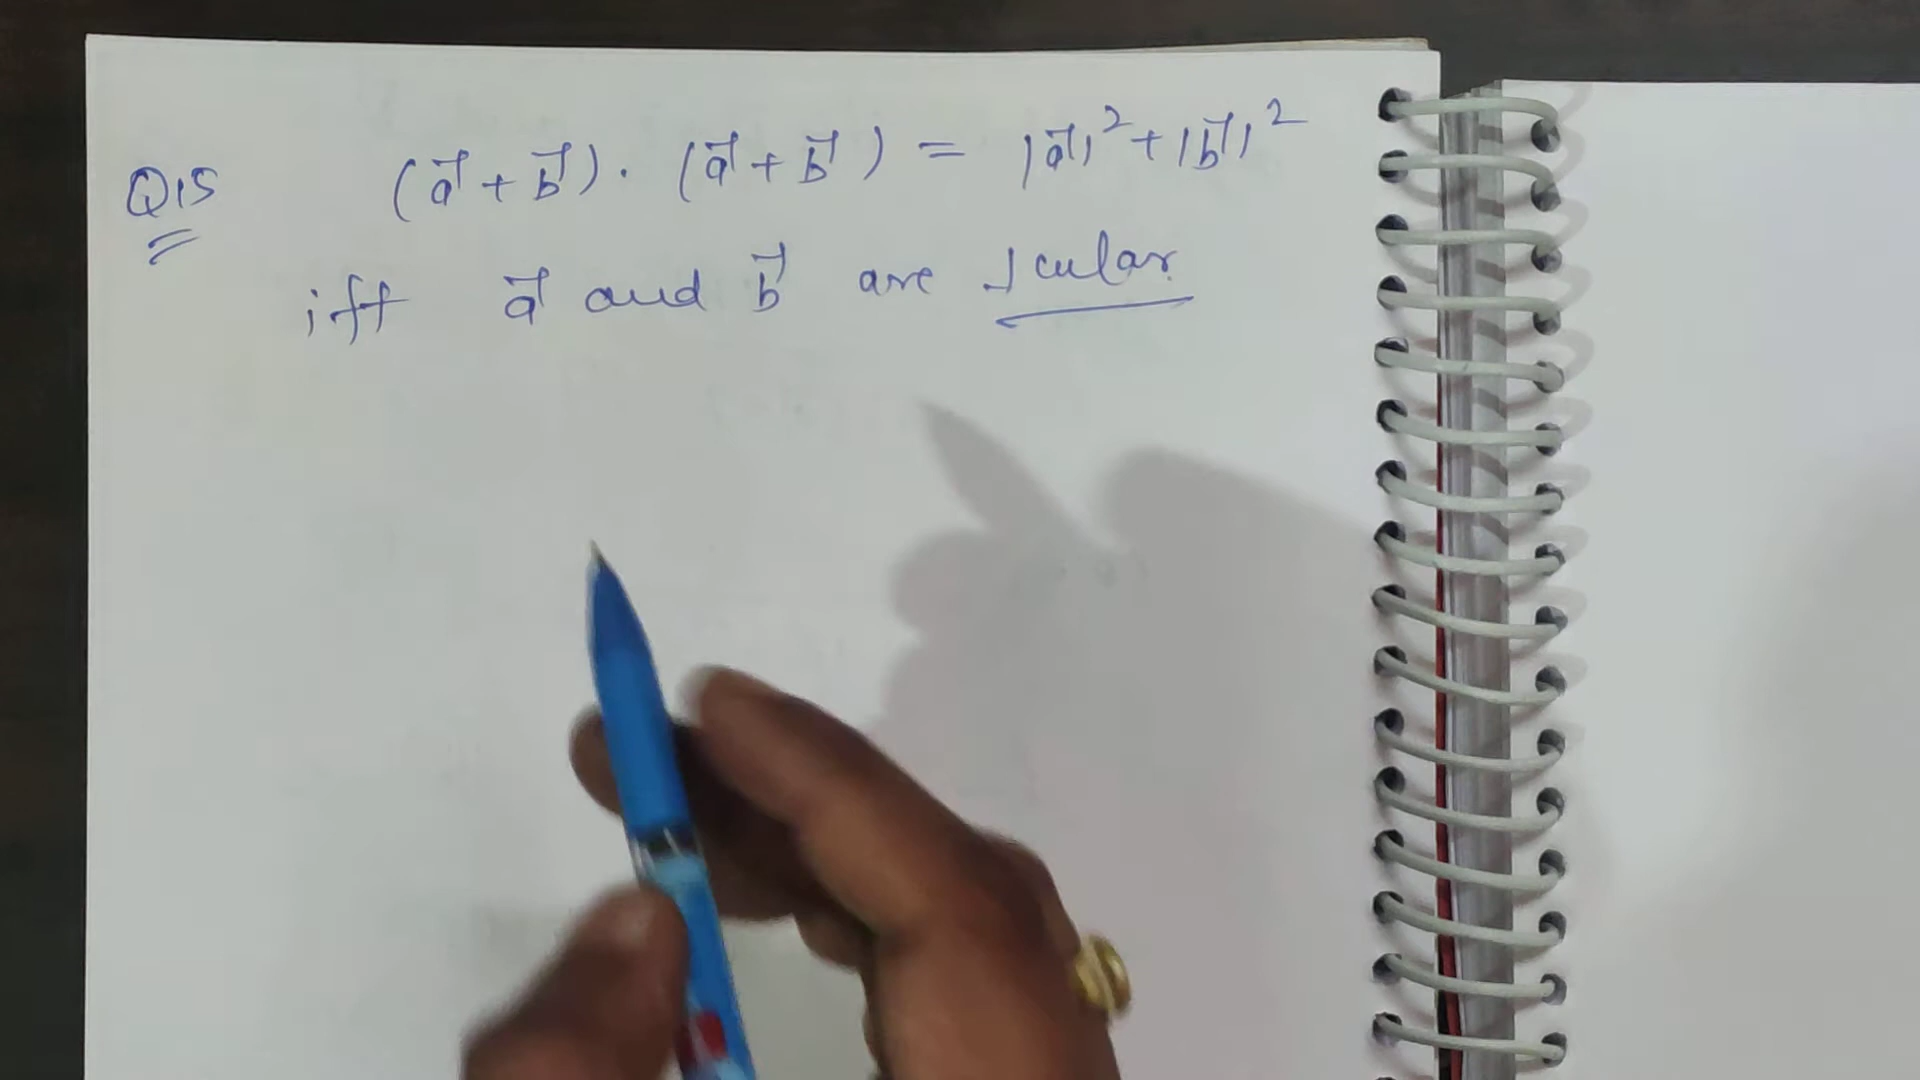 Q15 (a⃗ + b⃗) · (a⃗ + b⃗) = |a⃗|² + |b⃗|²
iff a⃗ and b⃗ are ⊥cular